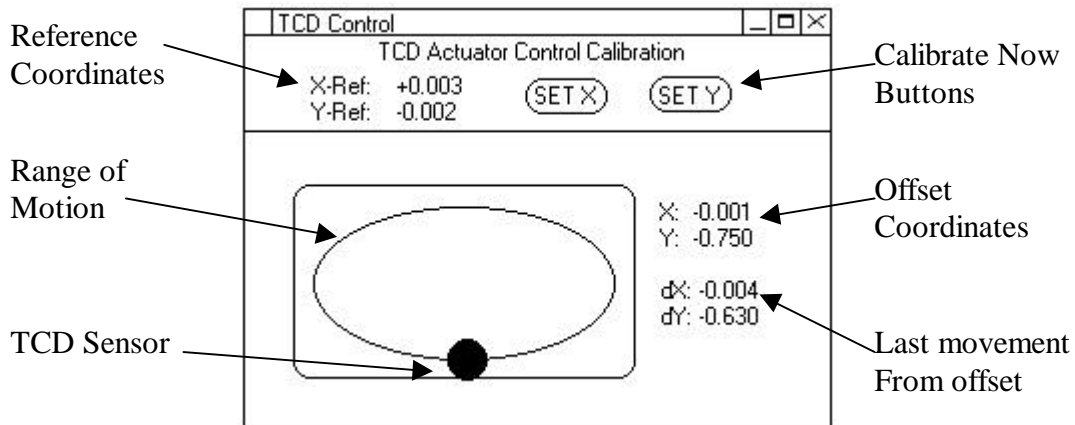 Reference
Coordinates
TCD Control
TCD Actuator Control Calibration
X-Ref: +0.003
Y-Ref: -0.002
SET X
SET Y
Calibrate Now
Buttons
Range of
Motion
X: -0.001
Y: -0.750
Offset
Coordinates
dX: -0.004
dY: -0.630
TCD Sensor
Last movement
From offset